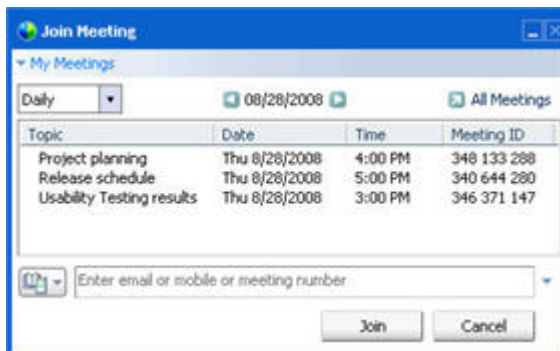 Join Meeting
My Meetings
Daily 08/28/2008 All Meetings
Topic Date Time Meeting ID
Project planning Thu 8/28/2008 4:00 PM 348 133 288
Release schedule Thu 8/28/2008 5:00 PM 340 644 280
Usability Testing results Thu 8/28/2008 3:00 PM 346 371 147
Enter email or mobile or meeting number
Join Cancel